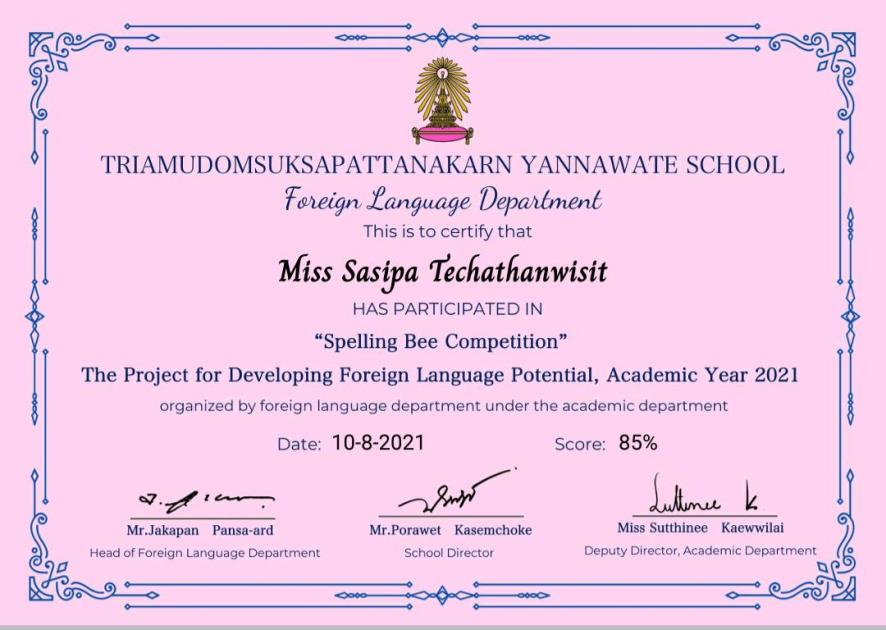 TRIAMUDOMSUKSAPATTANAKARN YANNAWATE SCHOOL
Foreign Language Department
This is to certify that
Miss Sasipa Techathanwisit
HAS PARTICIPATED IN
“Spelling Bee Competition”
The Project for Developing Foreign Language Potential, Academic Year 2021
organized by foreign language department under the academic department
Date: 10-8-2021 Score: 85%
Sutthinee K
Mr.Jakapan Pansa-ard Mr.Porawet Kasemchoke Miss Sutthinee Kaewwilai
Head of Foreign Language Department School Director Deputy Director, Academic Department